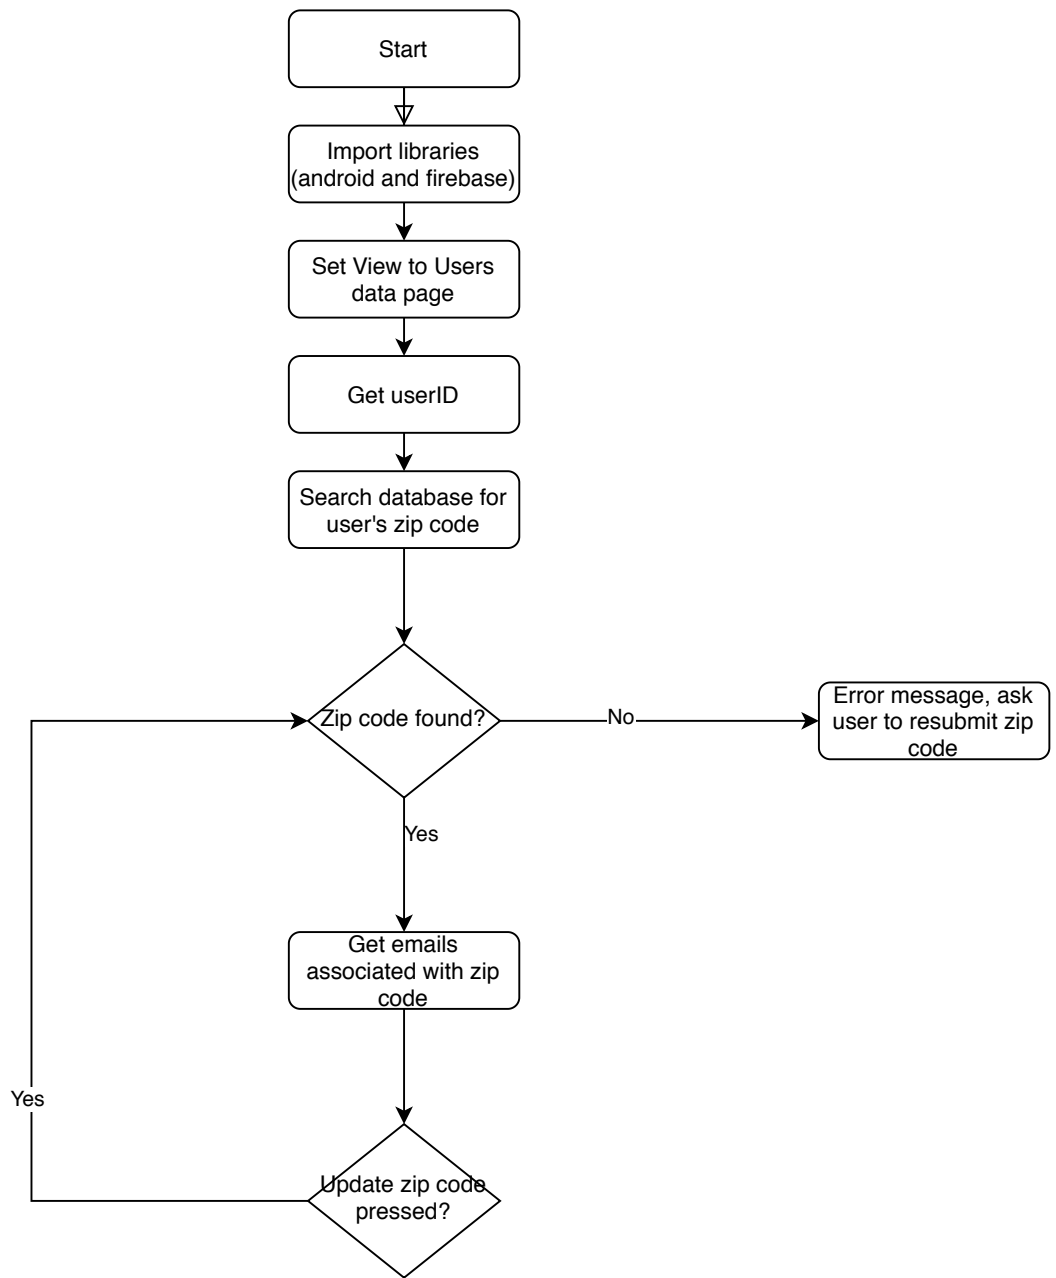 Start
Import libraries
(android and firebase)
Set View to Users
data page
Get userID
Search database for
user's zip code
Zip code found?
No
Error message, ask
user to resubmit zip
code
Yes
Get emails
associated with zip
code
Yes
Update zip code
pressed?